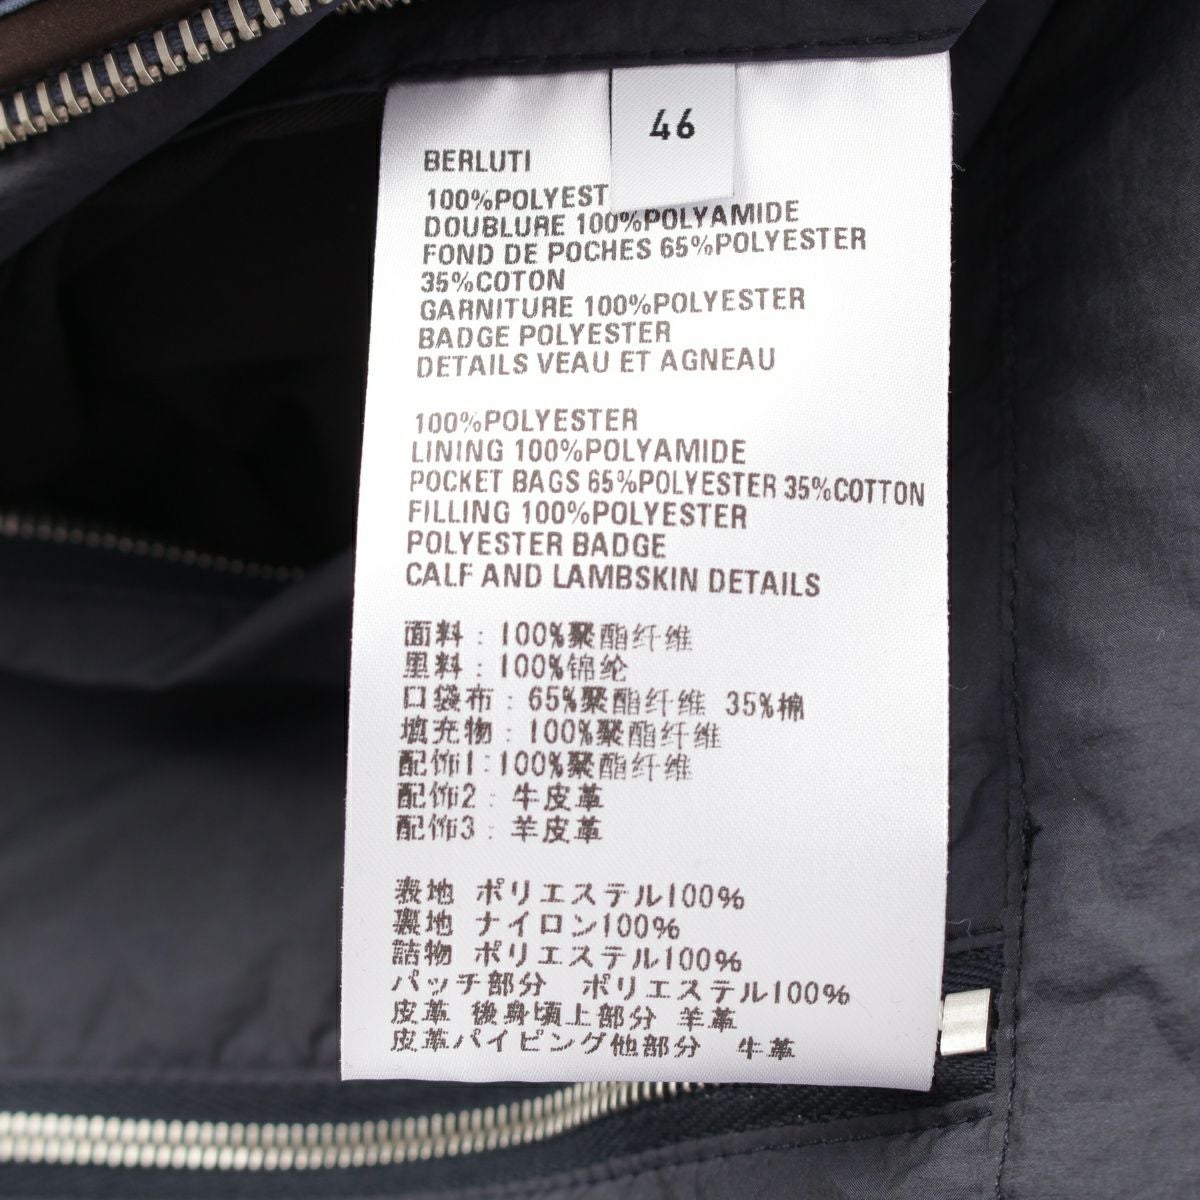 46
BERLUTI
100%POLYEST
DOUBLURE 100%POLYAMIDE
FOND DE POCHES 65%POLYESTER
35%COTON
GARNITURE 100%POLYESTER
BADGE POLYESTER
DETAILS VEAU ET AGNEAU
100%POLYESTER
LINING 100%POLYAMIDE
POCKET BAGS 65%POLYESTER 35%COTTON
FILLING 100%POLYESTER
POLYESTER BADGE
CALF AND LAMBSKIN DETAILS
面料: 100%聚酯纤维
里料: 100%锦纶
口袋布: 65%聚酯纤维 35%棉
填充物: 100%聚酯纤维
配饰1: 100%聚酯纤维
配饰2: 牛皮革
配饰3: 羊皮革
表地 ポリエステル100%
裏地 ナイロン100%
詰物 ポリエステル100%
パッチ部分 ポリエステル100%
皮革 後身頃上部分 羊革
皮革パイピング他部分 牛革